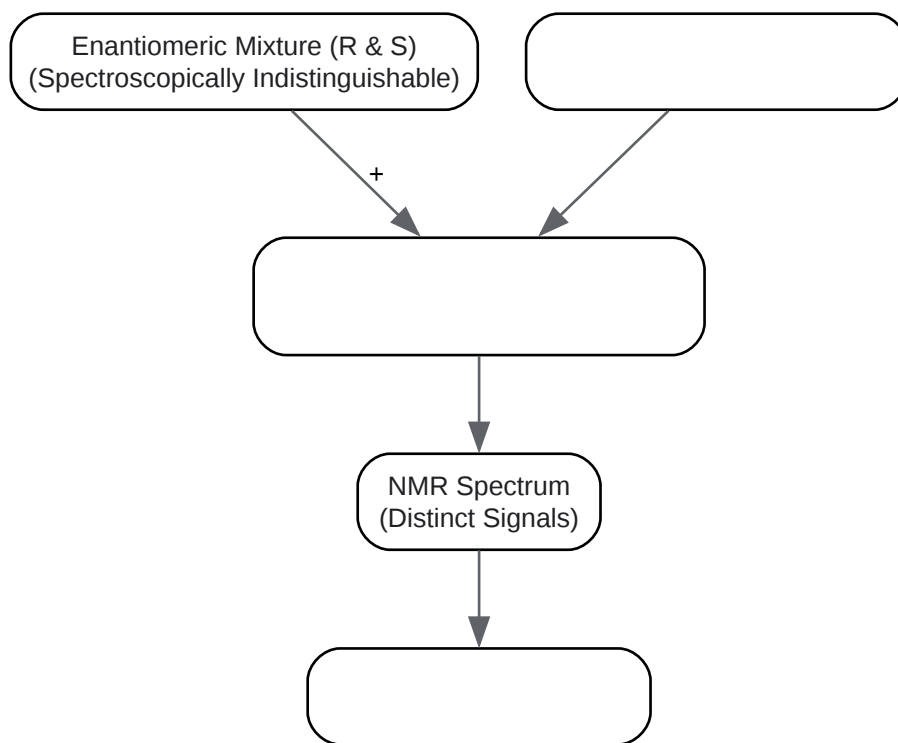 Enantiomeric Mixture (R & S)
(Spectroscopically Indistinguishable)
+
NMR Spectrum
(Distinct Signals)